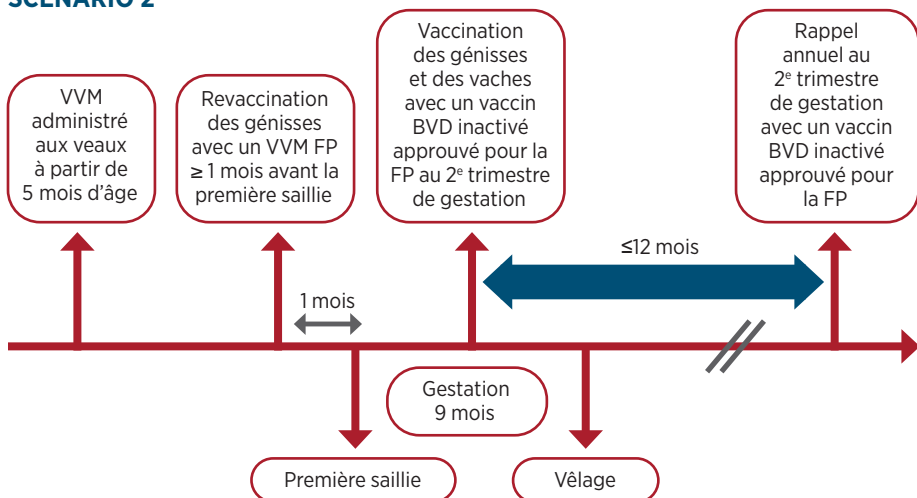 SCÉNARIO 2
VVM
administré
aux veaux
à partir de
5 mois d'âge
Revaccination
des génisses
avec un VVM FP
≥ 1 mois avant la
première saillie
Vaccination
des génisses
et des vaches
avec un vaccin
BVD inactivé
approuvé pour la
FP au 2e trimestre
de gestation
Rappel
annuel au
2e trimestre
de gestation
avec un vaccin
BVD inactivé
approuvé pour
la FP
≤12 mois
1 mois
Gestation
9 mois
Première saillie
Vêlage